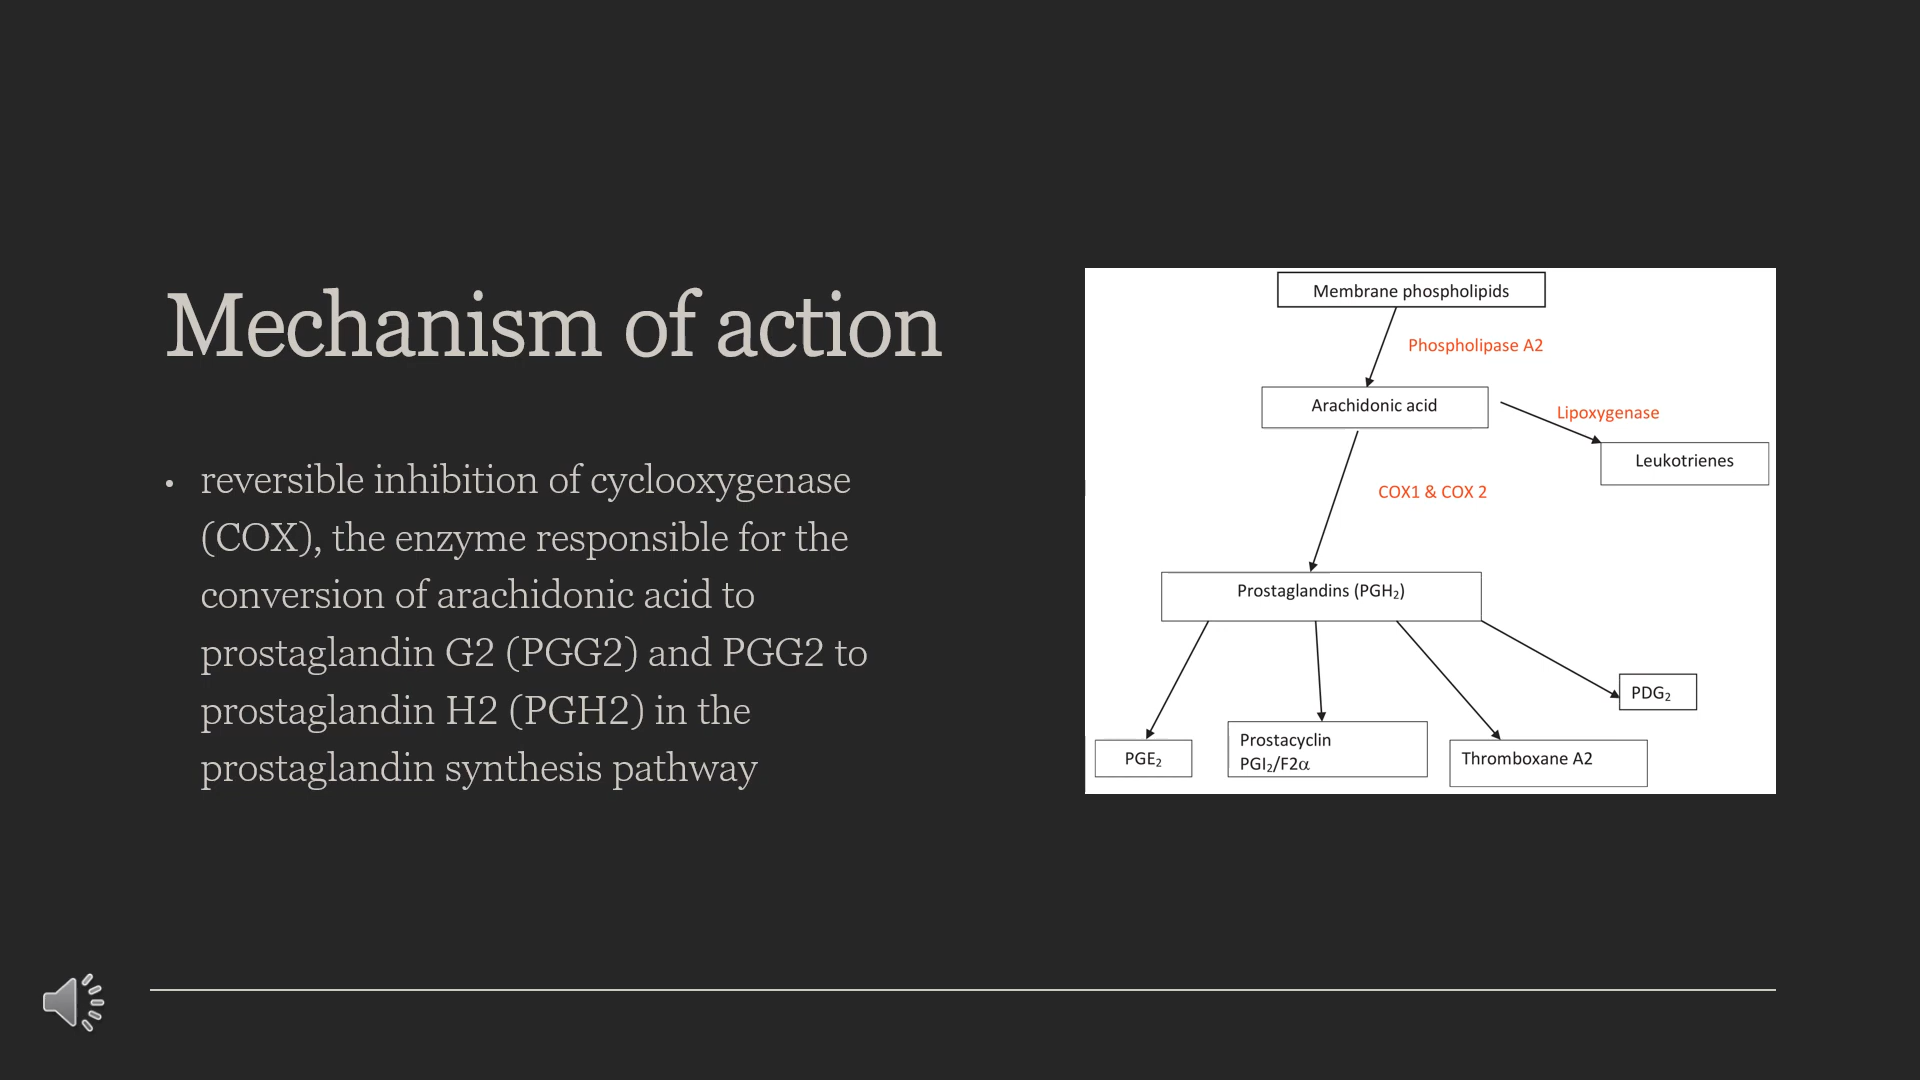 Mechanism of action
• reversible inhibition of cyclooxygenase
(COX), the enzyme responsible for the
conversion of arachidonic acid to
prostaglandin G2 (PGG2) and PGG2 to
prostaglandin H2 (PGH2) in the
prostaglandin synthesis pathway
Membrane phospholipids
Phospholipase A2
Arachidonic acid
Lipoxygenase
Leukotrienes
COX1 & COX 2
Prostaglandins (PGH₂)
PDG₂
PGE₂
Prostacyclin
PGI₂/F2α
Thromboxane A2